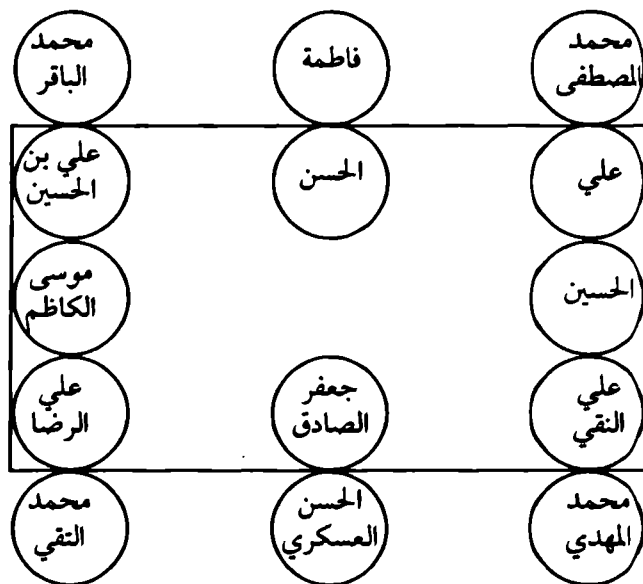 محمد
المصطفى
فاطمة
محمد
الباقر
علي
الحسن
علي بن
الحسين
الحسين
موسى
الكاظم
علي
النقي
جعفر
الصادق
علي
الرضا
محمد
المهدي
الحسن
العسكري
محمد
التقي